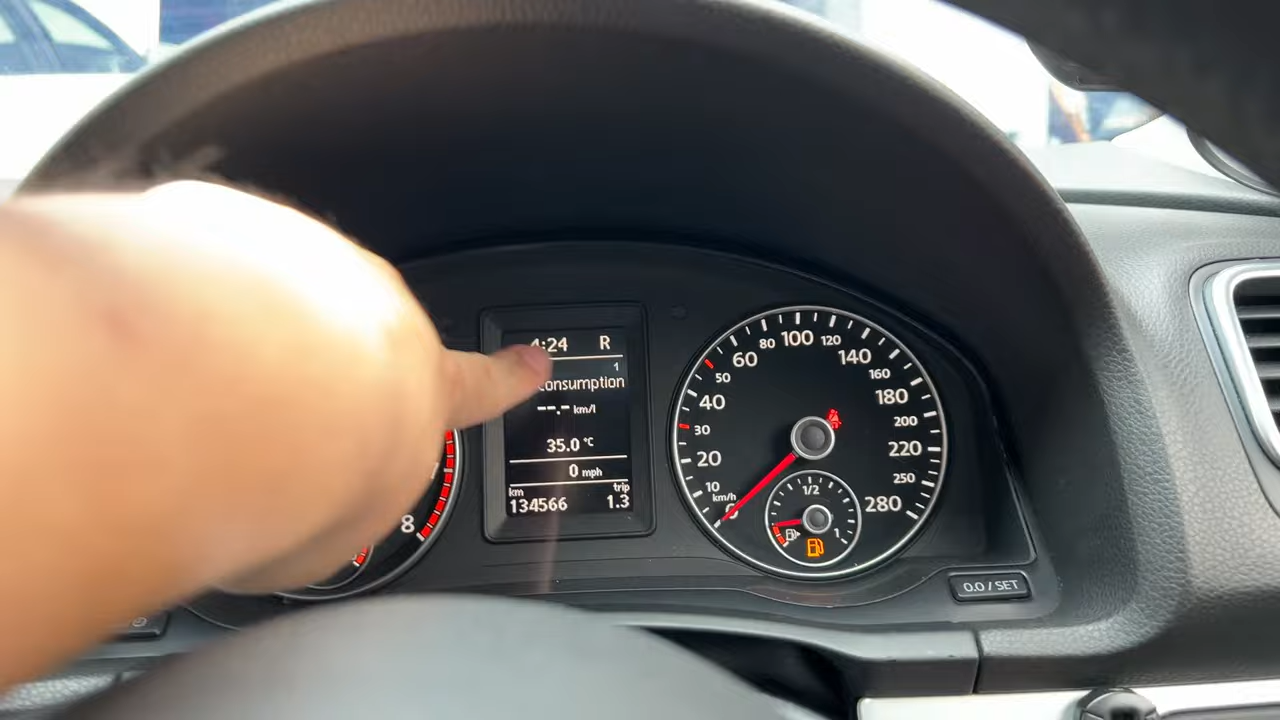 4:24 R
1
consumption
--.- km/l
35.0 °C
0 mph
km trip
134566 1.3
8
0 10 20 30 40 50 60 80 100 120 140 160 180 200 220 250 280
km/h
1/2
1
0.0 / SET